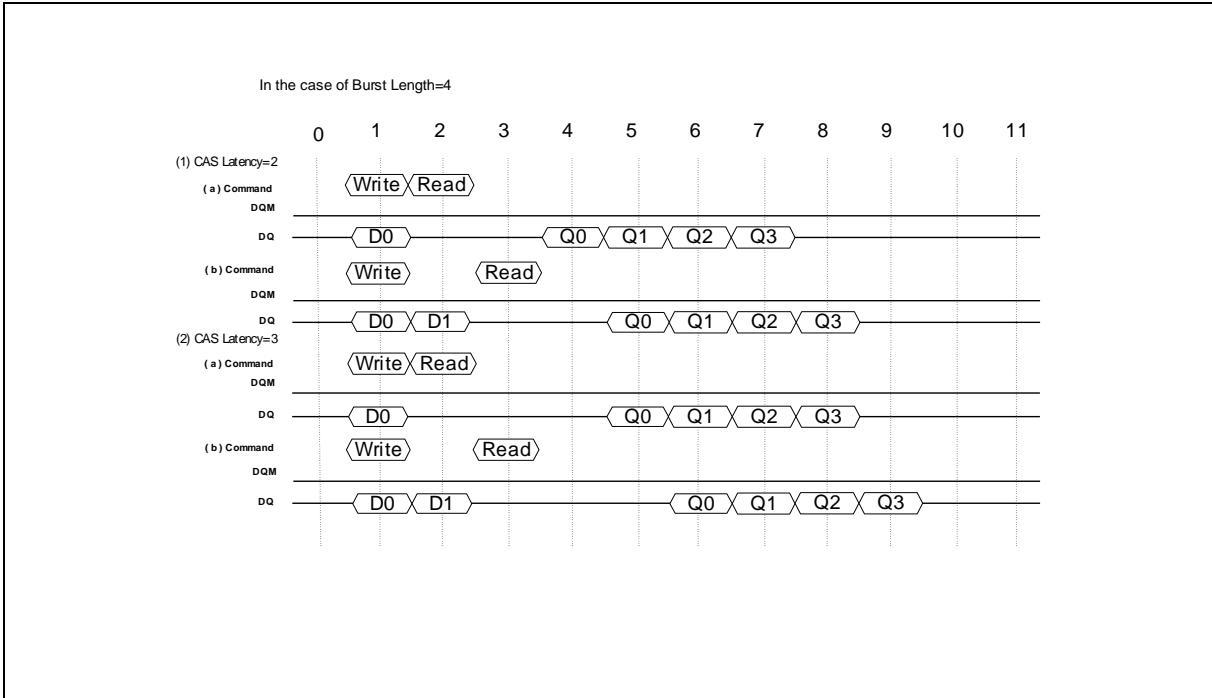 In the case of Burst Length=4
0 1 2 3 4 5 6 7 8 9 10 11
(1) CAS Latency=2
( a ) Command Write Read
DQM
DQ D0 Q0 Q1 Q2 Q3
( b ) Command Write Read
DQM
DQ D0 D1 Q0 Q1 Q2 Q3
(2) CAS Latency=3
( a ) Command Write Read
DQM
DQ D0 Q0 Q1 Q2 Q3
( b ) Command Write Read
DQM
DQ D0 D1 Q0 Q1 Q2 Q3